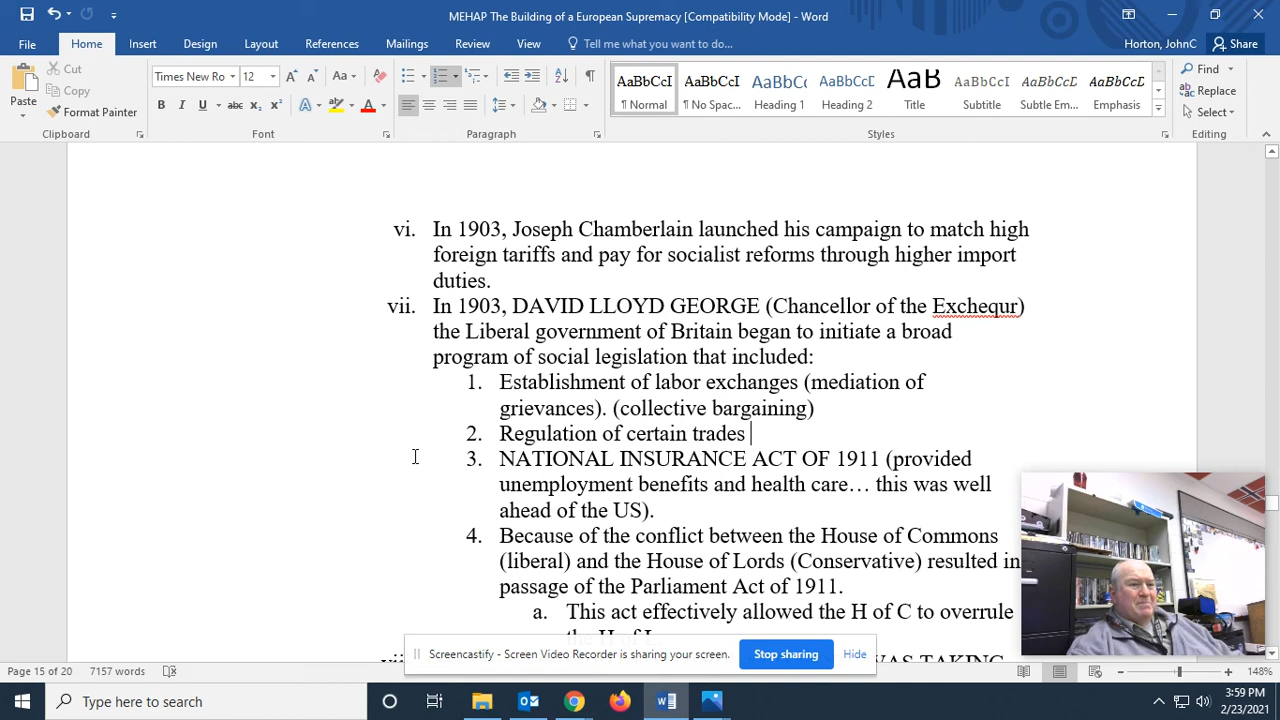 MEHAP The Building of a European Supremacy [Compatibility Mode] - Word
File Home Insert Design Layout References Mailings Review View Tell me what you want to do... Horton, JohnC Share
Cut
Copy
Format Painter
Paste
Clipboard
Times New Ro 12
Font
Paragraph
AaBbCcI AaBbCcI AaBbCc AaBbCcI AaB AaBbCcI AaBbCcI AaBbCcI
¶ Normal ¶ No Spac... Heading 1 Heading 2 Title Subtitle Subtle Em... Emphasis
Styles
Find
Replace
Select
Editing
vi. In 1903, Joseph Chamberlain launched his campaign to match high
foreign tariffs and pay for socialist reforms through higher import
duties.
vii. In 1903, DAVID LLOYD GEORGE (Chancellor of the Exchequr)
the Liberal government of Britain began to initiate a broad
program of social legislation that included:
1. Establishment of labor exchanges (mediation of
grievances). (collective bargaining)
2. Regulation of certain trades
3. NATIONAL INSURANCE ACT OF 1911 (provided
unemployment benefits and health care… this was well
ahead of the US).
4. Because of the conflict between the House of Commons
(liberal) and the House of Lords (Conservative) resulted in
passage of the Parliament Act of 1911.
a. This act effectively allowed the H of C to overrule
the H of L
WAS TAKING
Screencastify - Screen Video Recorder is sharing your screen. Stop sharing Hide
Page 15 of 20 7157 words 148%
Type here to search
3:59 PM
2/23/2021